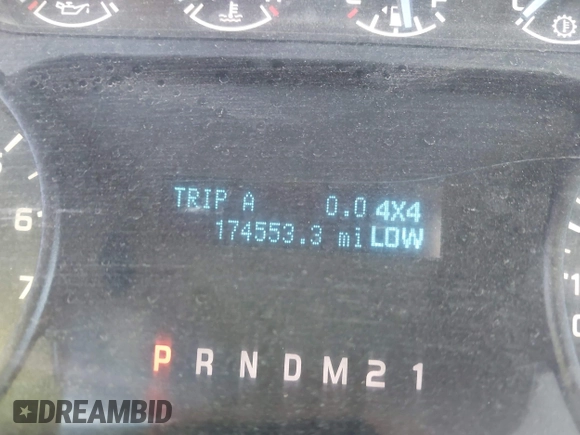 F
TRIP A 0.0 4X4
174553.3 mi LOW
6
7
P R N D M 2 1
DREAMBID